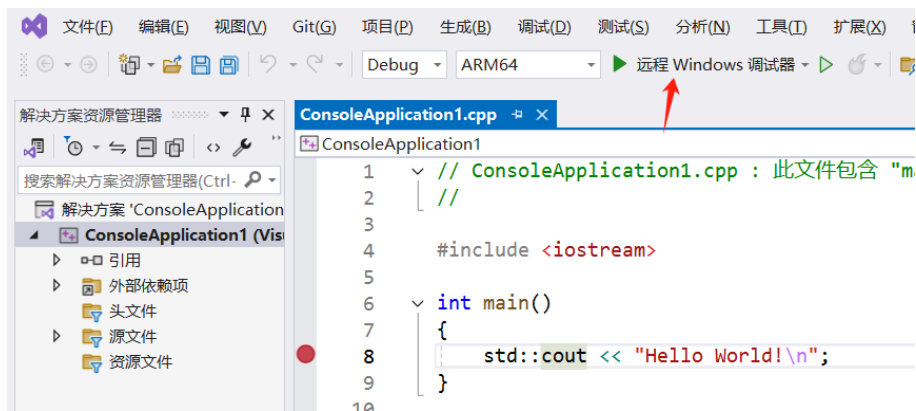 文件(F) 编辑(E) 视图(V) Git(G) 项目(P) 生成(B) 调试(D) 测试(S) 分析(N) 工具(T) 扩展(X)
Debug ARM64 远程 Windows 调试器
解决方案资源管理器
ConsoleApplication1.cpp
ConsoleApplication1
搜索解决方案资源管理器(Ctrl-
解决方案 'ConsoleApplication
ConsoleApplication1 (Vis
引用
外部依赖项
头文件
源文件
资源文件
1 // ConsoleApplication1.cpp : 此文件包含 "ma
2 //
3
4 #include <iostream>
5
6 int main()
7 {
8 std::cout << "Hello World!\n";
9 }
10